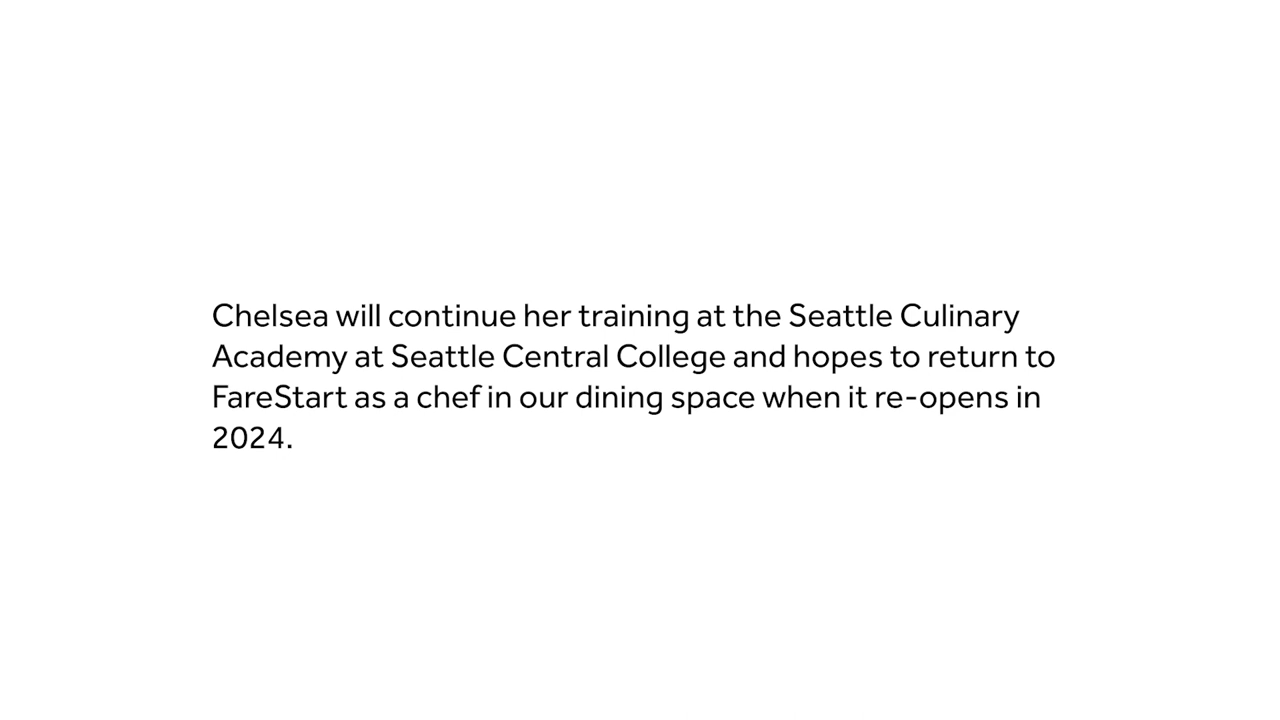 Chelsea will continue her training at the Seattle Culinary
Academy at Seattle Central College and hopes to return to
FareStart as a chef in our dining space when it re-opens in
2024.